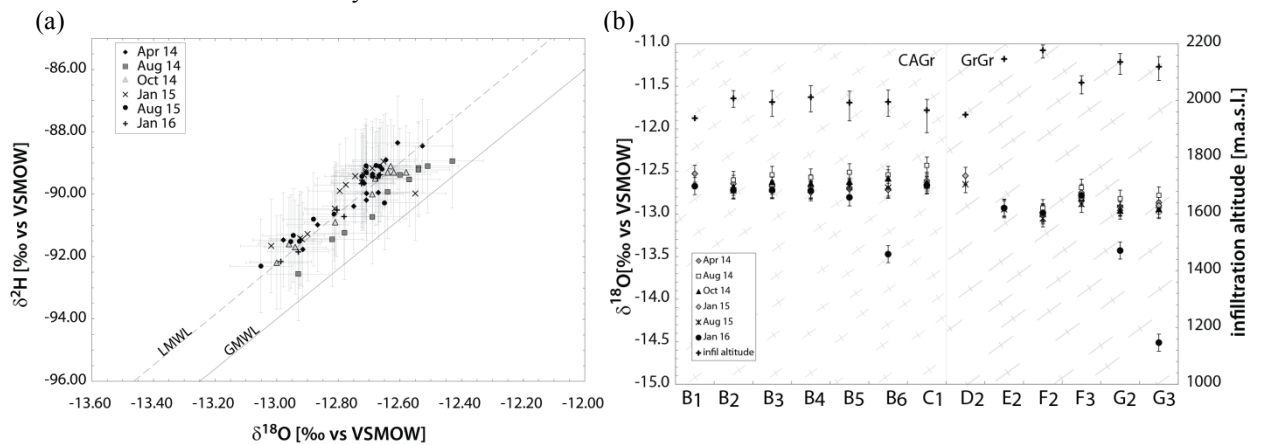 (a)
Apr 14
Aug 14
Oct 14
Jan 15
Aug 15
Jan 16
-86.00
-88.00
-90.00
-92.00
-94.00
-96.00
δ²H [‰ vs VSMOW]
LMWL
GMWL
-13.60 -13.40 -13.20 -13.00 -12.80 -12.60 -12.40 -12.20 -12.00
δ¹⁸O [‰ vs VSMOW]
(b)
CAGr GrGr
-11.0
-11.5
-12.0
-12.5
-13.0
-13.5
-14.0
-14.5
-15.0
δ¹⁸O[‰ vs VSMOW]
Apr 14
Aug 14
Oct 14
Jan 15
Aug 15
Jan 16
infil altitude
2200
2000
1800
1600
1400
1200
1000
infilltration altitude [m.a.s.l.]
B1 B2 B3 B4 B5 B6 C1 D2 E2 F2 F3 G2 G3